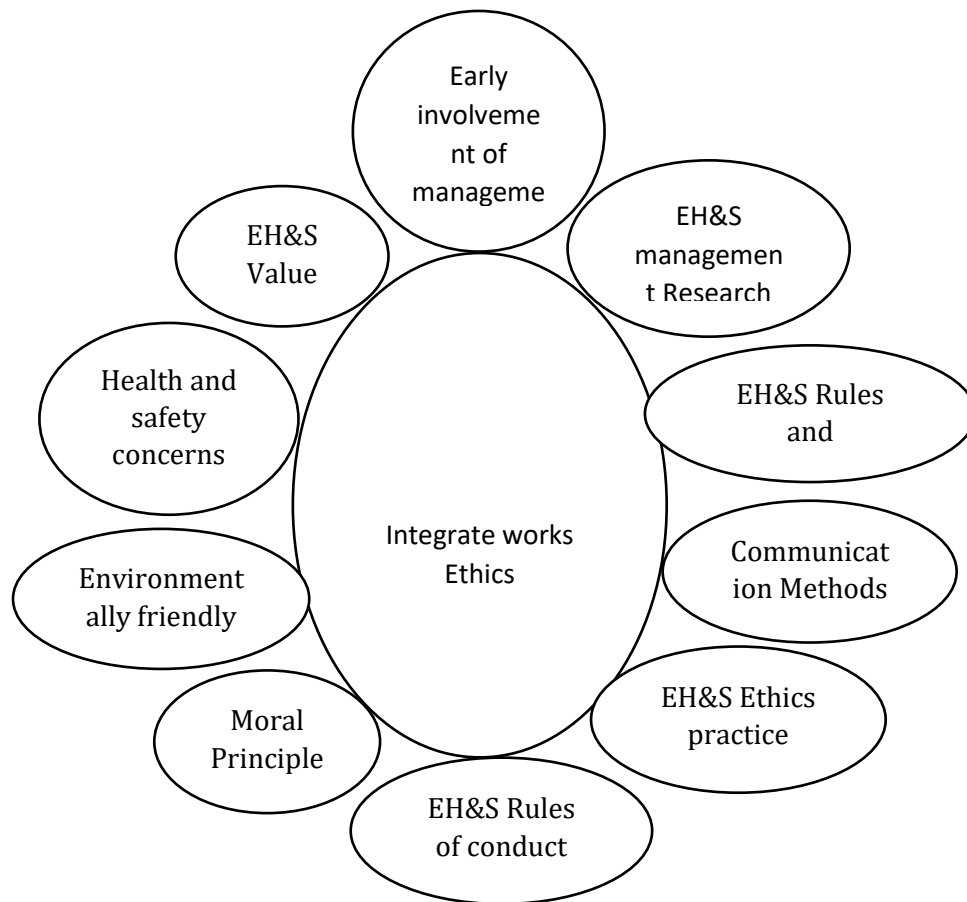 Early
involveme
nt of
manageme
EH&S
managemen
t Research
EH&S Rules
and
Communicat
ion Methods
EH&S Ethics
practice
EH&S Rules
of conduct
Moral
Principle
Environment
ally friendly
Health and
safety
concerns
EH&S
Value
Integrate works
Ethics